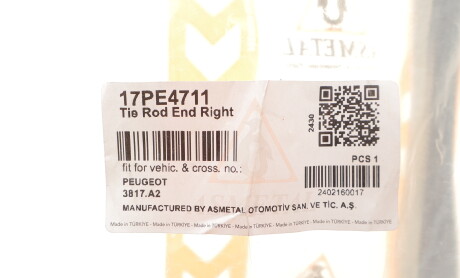 ASMETAL
17PE4711
Tie Rod End Right
2430
fit for vehic. & cross. no.:
PCS 1
PEUGEOT
3817.A2
2402160017
MANUFACTURED BY ASMETAL OTOMOTİV SAN. VE TİC. A.Ş.
Made in TÜRKİYE - Made in TÜRKİYE - Made in TÜRKİYE - Made in TÜRKİYE - Made in TÜRKİYE - Made in TÜRKİYE - Made in TÜRKİYE